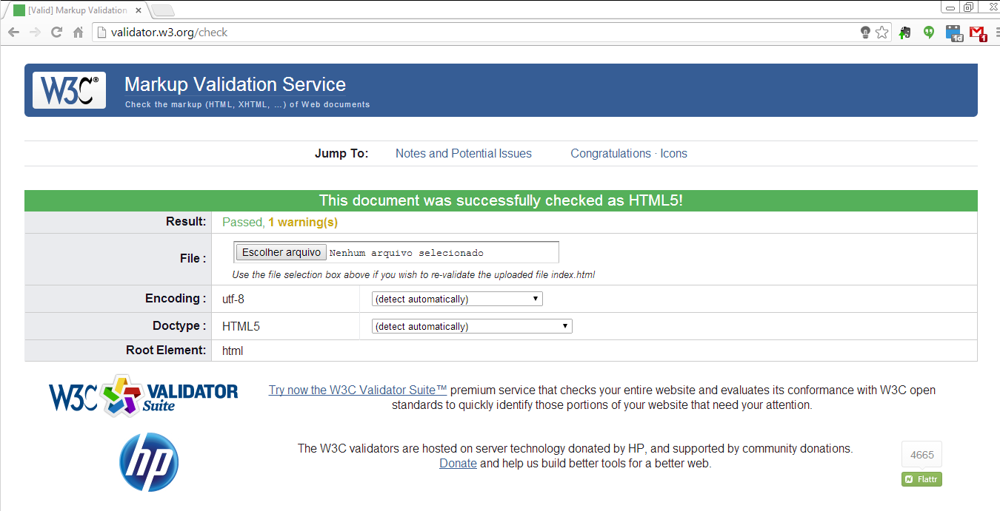 [Valid] Markup Validation
validator.w3.org/check
1d
1
W3C®
Markup Validation Service
Check the markup (HTML, XHTML, …) of Web documents
Jump To: Notes and Potential Issues Congratulations · Icons
This document was successfully checked as HTML5!
Result: Passed, 1 warning(s)
File : Escolher arquivo Nenhum arquivo selecionado
Use the file selection box above if you wish to re-validate the uploaded file index.html
Encoding : utf-8 (detect automatically)
Doctype : HTML5 (detect automatically)
Root Element: html
W3C VALIDATOR
Suite
Try now the W3C Validator Suite™ premium service that checks your entire website and evaluates its conformance with W3C open
standards to quickly identify those portions of your website that need your attention.
hp
The W3C validators are hosted on server technology donated by HP, and supported by community donations.
Donate and help us build better tools for a better web.
4665
Flattr